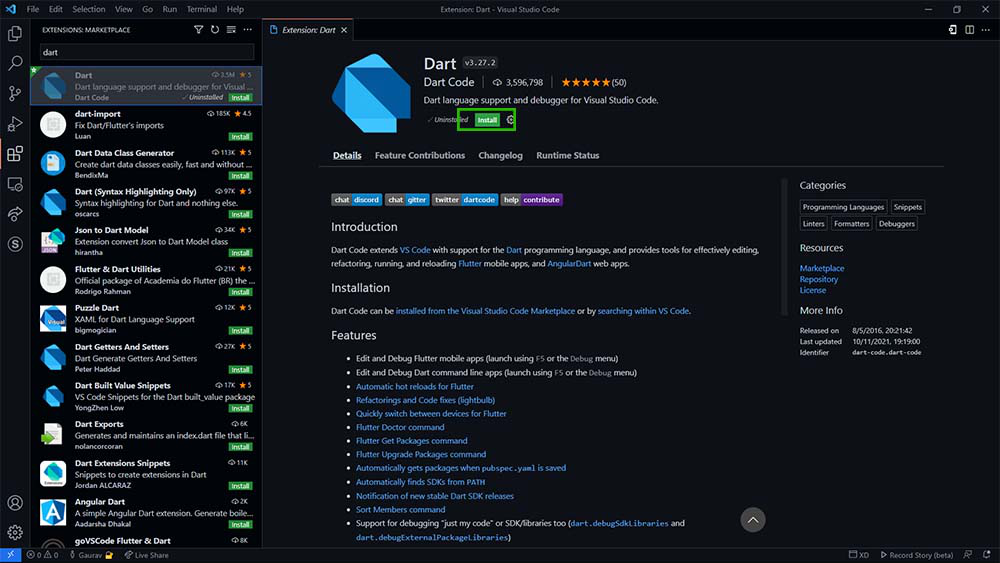 File Edit Selection View Go Run Terminal Help
Extension: Dart - Visual Studio Code
EXTENSIONS: MARKETPLACE
dart
Dart 3.5M 5
Dart language support and debugger for Visual ...
Dart Code Uninstalled Install
dart-import 185K 4.5
Fix Dart/Flutter's imports
Luan Install
Dart Data Class Generator 113K 5
Create dart data classes easily, fast and without ...
BendixMa Install
Dart (Syntax Highlighting Only) 97K 5
Syntax highlighting for Dart and nothing else.
oscarcs Install
Json to Dart Model 34K 5
Extension convert Json to Dart Model class
hirantha Install
Flutter & Dart Utilities 21K 5
Official package of Academia do Flutter (BR) the ...
Rodrigo Rahman Install
Puzzle Dart 12K 5
XAML for Dart Language Support
bigmogician Install
Dart Getters And Setters 27K 5
Dart Generate Getters And Setters
Peter Haddad Install
Dart Built Value Snippets 17K 5
VS Code Snippets for the Dart built_value package
YongZhen Low Install
Dart Exports 6K
Generates and maintains an index.dart file that li...
nolancorcoran Install
Dart Extensions Snippets 11K
Snippets to create extensions in Dart
Jordan ALCARAZ Install
Angular Dart 2K
A simple Angular Dart extension. Generate boile...
Aadarsha Dhakal Install
goVSCode Flutter & Dart 8K
Extension: Dart
Dart v3.27.2
Dart Code 3,596,798 (50)
Dart language support and debugger for Visual Studio Code.
Uninstalled Install
Details Feature Contributions Changelog Runtime Status
chat discord chat gitter twitter dartcode help contribute
Introduction
Dart Code extends VS Code with support for the Dart programming language, and provides tools for effectively editing,
refactoring, running, and reloading Flutter mobile apps, and AngularDart web apps.
Installation
Dart Code can be installed from the Visual Studio Code Marketplace or by searching within VS Code.
Features
Edit and Debug Flutter mobile apps (launch using F5 or the Debug menu)
Edit and Debug Dart command line apps (launch using F5 or the Debug menu)
Automatic hot reloads for Flutter
Refactorings and Code fixes (lightbulb)
Quickly switch between devices for Flutter
Flutter Doctor command
Flutter Get Packages command
Flutter Upgrade Packages command
Automatically gets packages when pubspec.yaml is saved
Automatically finds SDKs from PATH
Notification of new stable Dart SDK releases
Sort Members command
Support for debugging "just my code" or SDK/libraries too (dart.debugSdkLibraries and
dart.debugExternalPackageLibraries)
Categories
Programming Languages Snippets
Linters Formatters Debuggers
Resources
Marketplace
Repository
License
More Info
Released on 8/5/2016, 20:21:42
Last updated 10/11/2021, 19:19:00
Identifier dart-code.dart-code
0 0 Gaurav Live Share
XD Record Story (beta)